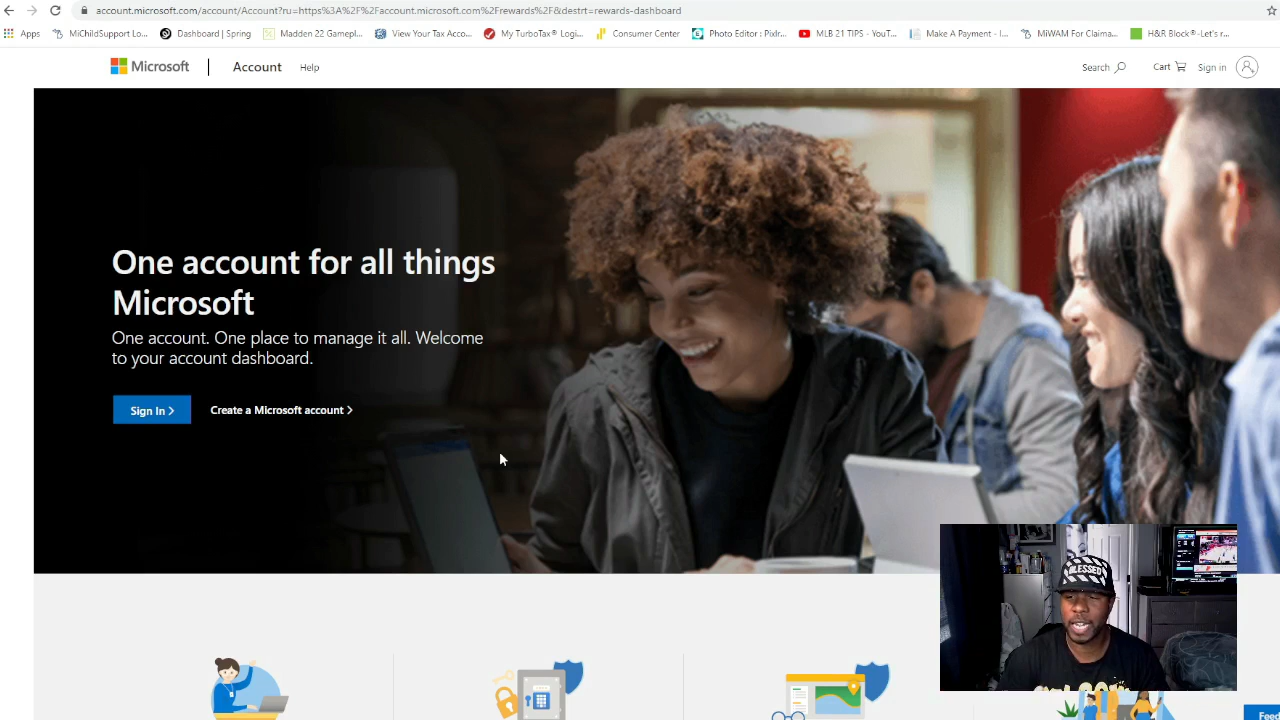 account.microsoft.com/account/Account?ru=https%3A%2F%2Faccount.microsoft.com%2Frewards%2F&destrt=rewards-dashboard
Apps MiChildSupport Lo... Dashboard | Spring Madden 22 Gamepl... View Your Tax Acco... My TurboTax® Logi... Consumer Center Photo Editor : Pixlr... MLB 21 TIPS - YouT... Make A Payment - I... MiWAM For Claima... H&R Block®-Let's r...
Microsoft Account Help Search Cart Sign in
One account for all things
Microsoft
One account. One place to manage it all. Welcome
to your account dashboard.
Sign In > Create a Microsoft account >
BLESSED
Feed